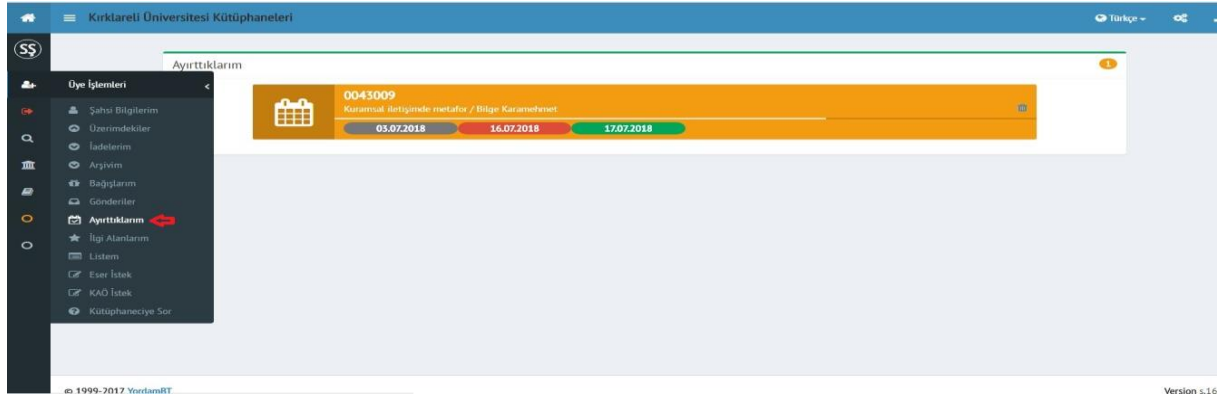 Kırklareli Üniversitesi Kütüphaneleri
Türkçe
SŞ
Ayırttıklarım
1
Üye İşlemleri
Şahsi Bilgilerim
Üzerimdekiler
İadelerim
Arşivim
Bağışlarım
Gönderiler
Ayırttıklarım
İlgi Alanlarım
Listem
Eser İstek
KAÖ İstek
Kütüphaneciye Sor
0043009
Kuramsal iletişimde metafor / Bilge Karamehmet
03.07.2018 16.07.2018 17.07.2018
© 1999-2017 YordamBT
Version s.16